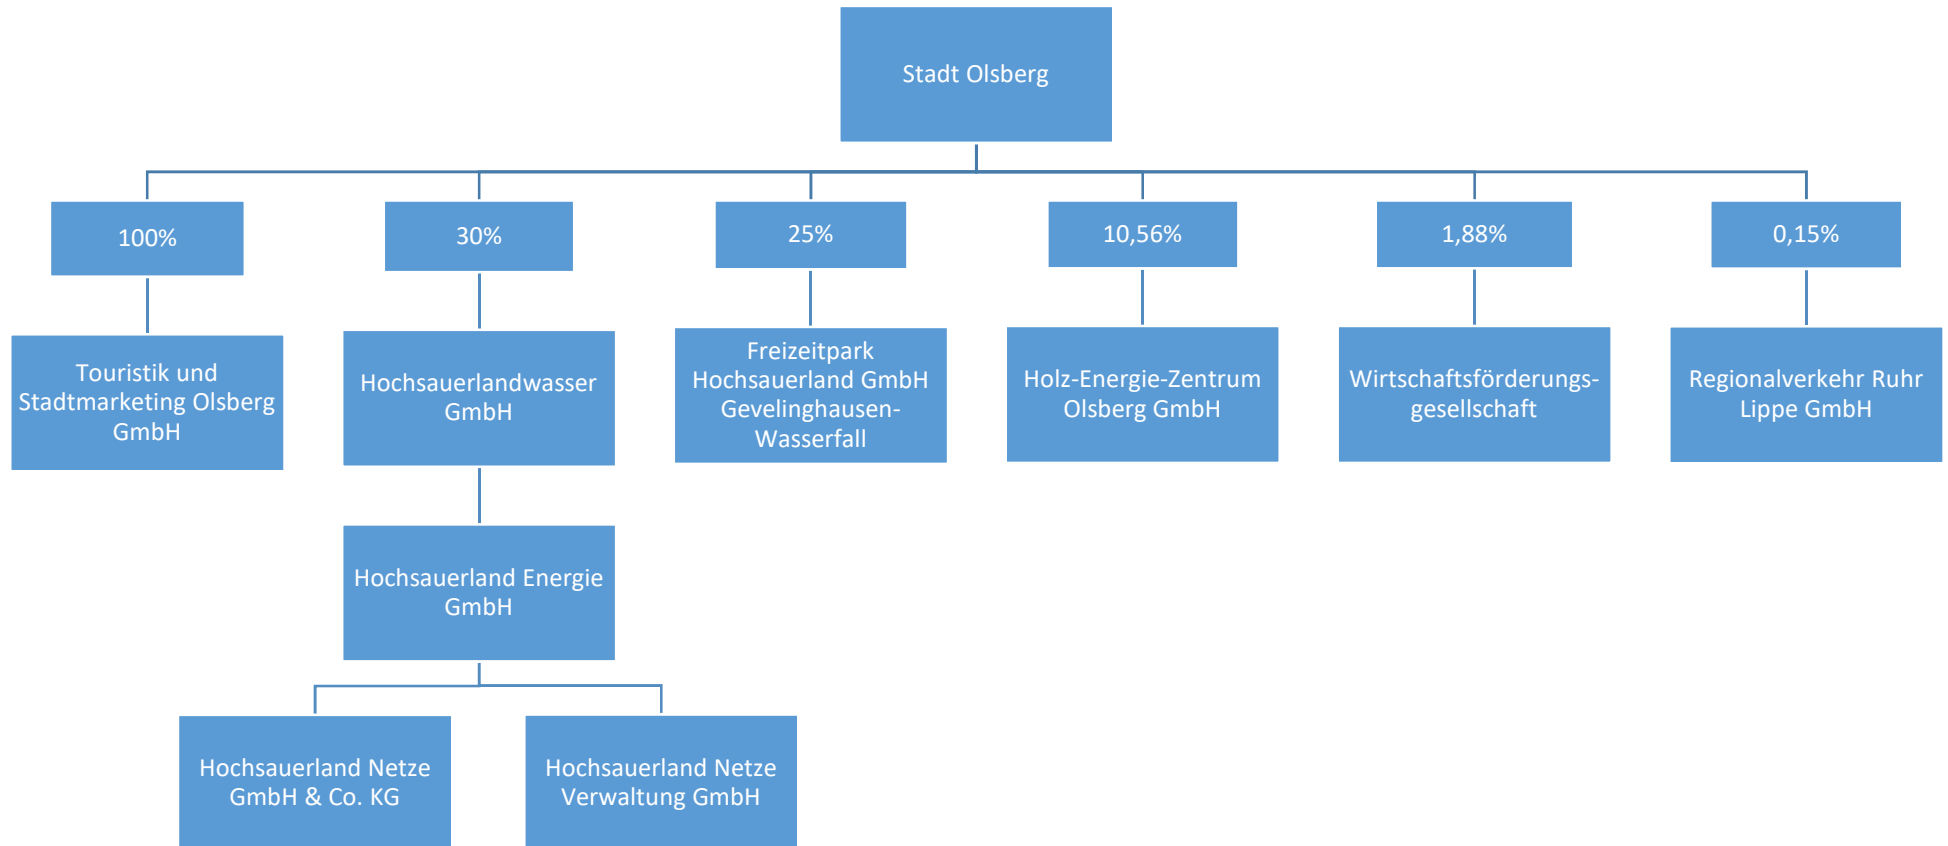 Stadt Olsberg
100%
30%
25%
10,56%
1,88%
0,15%
Touristik und
Stadtmarketing Olsberg
GmbH
Hochsauerlandwasser
GmbH
Freizeitpark
Hochsauerland GmbH
Gevelinghausen-
Wasserfall
Holz-Energie-Zentrum
Olsberg GmbH
Wirtschaftsförderungs-
gesellschaft
Regionalverkehr Ruhr
Lippe GmbH
Hochsauerland Energie
GmbH
Hochsauerland Netze
GmbH & Co. KG
Hochsauerland Netze
Verwaltung GmbH